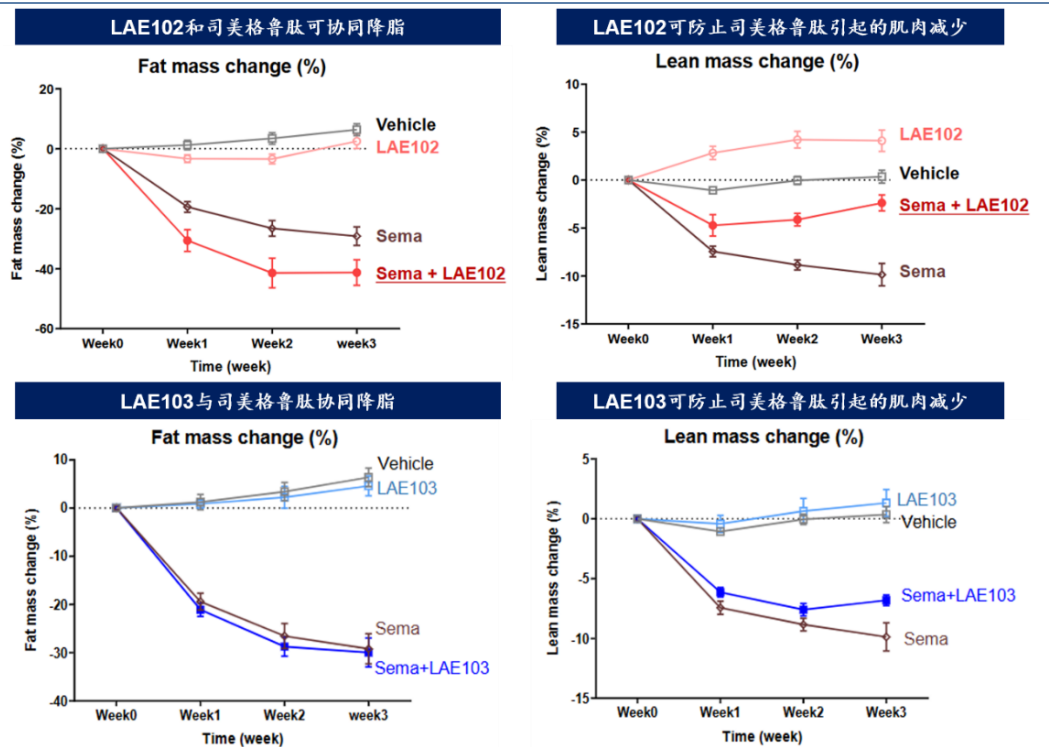 LAE102和司美格鲁肽可协同降脂
Fat mass change (%)
Fat mass change (%)
20
0
-20
-40
-60
Vehicle
LAE102
Sema
Sema + LAE102
Week0
Week1
Week2
week3
Time (week)
LAE102可防止司美格鲁肽引起的肌肉减少
Lean mass change (%)
Lean mass change (%)
10
5
0
-5
-10
-15
LAE102
Vehicle
Sema + LAE102
Sema
Week0
Week1
Week2
Week3
Time (week)
LAE103与司美格鲁肽协同降脂
Fat mass change (%)
Fat mass change (%)
10
0
-10
-20
-30
-40
Vehicle
LAE103
Sema
Sema+LAE103
Week0
Week1
Week2
week3
Time (week)
LAE103可防止司美格鲁肽引起的肌肉减少
Lean mass change (%)
Lean mass change (%)
5
0
-5
-10
-15
LAE103
Vehicle
Sema+LAE103
Sema
Week0
Week1
Week2
Week3
Time (week)